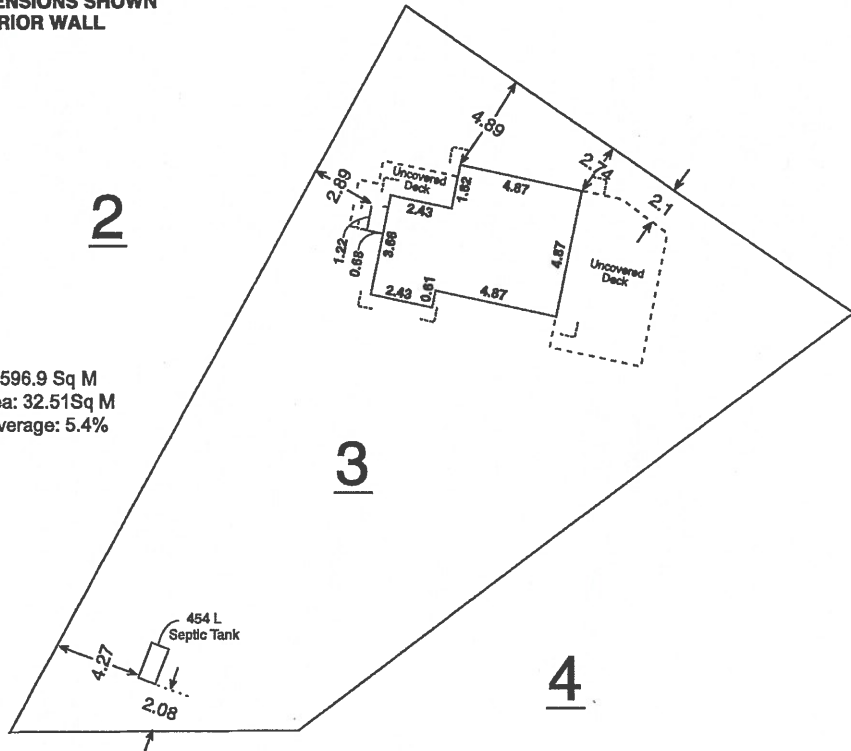 ENSIONS SHOWN
RIOR WALL
4.89
2.74
2.1
2.89
Uncovered
Deck
1.82
4.87
2
2.43
1.22
0.68
3.66
4.87
Uncovered
Deck
2.43
0.61
4.87
596.9 Sq M
ea: 32.51Sq M
verage: 5.4%
3
454 L
Septic Tank
4.27
2.08
4